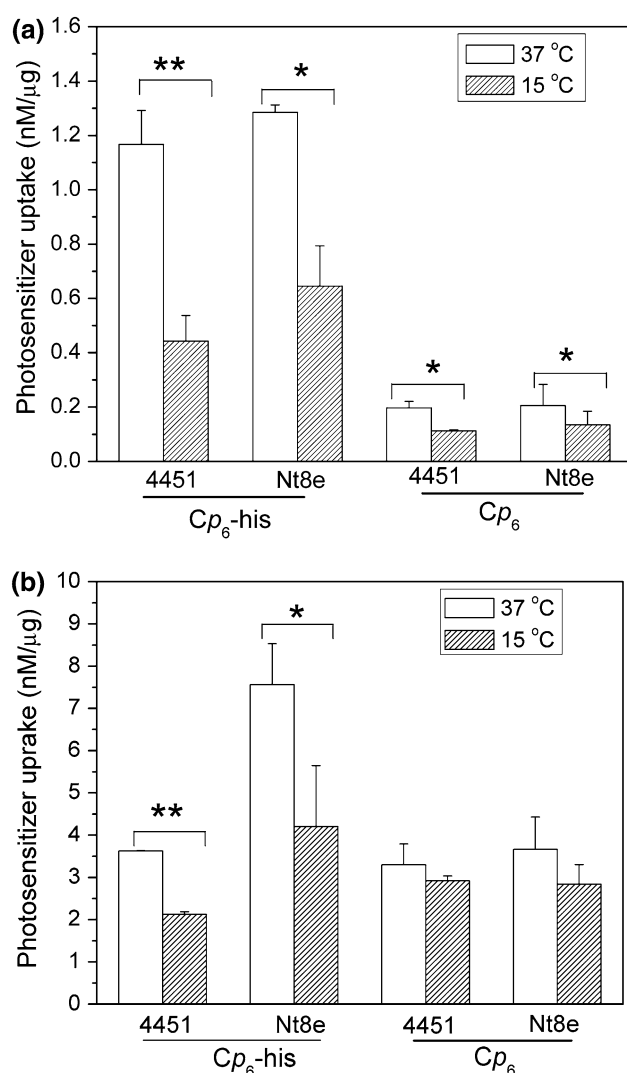 (a)
Photosensitizer uptake (nM/μg)
1.6
1.4
1.2
1.0
0.8
0.6
0.4
0.2
0.0
37 °C
15 °C
**
*
*
*
4451
Nt8e
4451
Nt8e
Cp₆-his
Cp₆
(b)
Photosensitizer uprake (nM/μg)
10
9
8
7
6
5
4
3
2
1
0
37 °C
15 °C
**
*
4451
Nt8e
4451
Nt8e
Cp₆-his
Cp₆